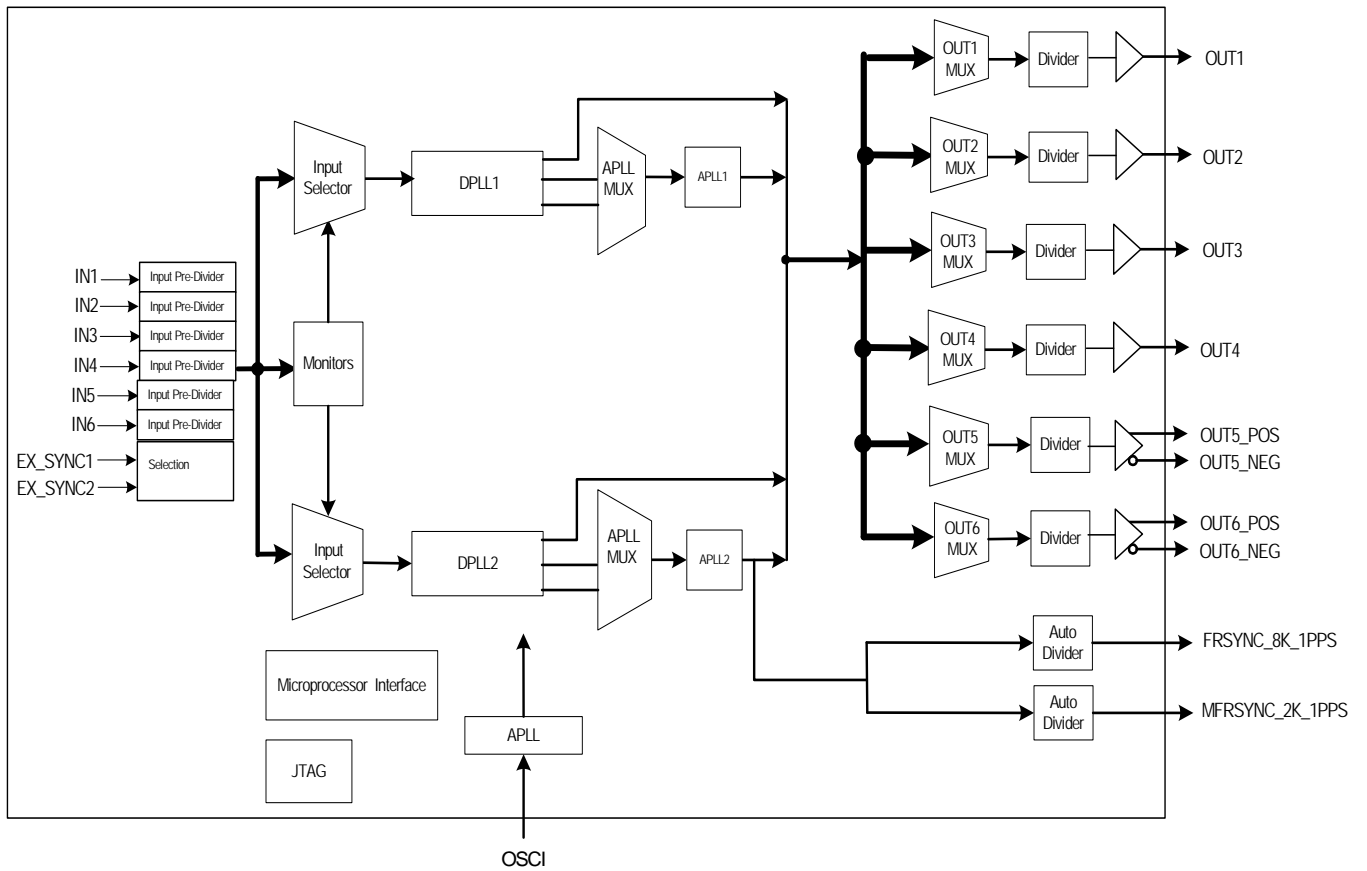 OUT1
MUX
Divider
OUT1
OUT2
MUX
Divider
OUT2
OUT3
MUX
Divider
OUT3
OUT4
MUX
Divider
OUT4
OUT5
MUX
Divider
OUT5_POS
OUT5_NEG
OUT6
MUX
Divider
OUT6_POS
OUT6_NEG
Input
Selector
DPLL1
APLL
MUX
APLL1
IN1
Input Pre-Divider
IN2
Input Pre-Divider
IN3
Input Pre-Divider
IN4
Input Pre-Divider
IN5
Input Pre-Divider
IN6
Input Pre-Divider
EX_SYNC1
EX_SYNC2
Selection
Monitors
Input
Selector
DPLL2
APLL
MUX
APLL2
Auto
Divider
FRSYNC_8K_1PPS
Auto
Divider
MFRSYNC_2K_1PPS
Microprocessor Interface
JTAG
APLL
OSCI